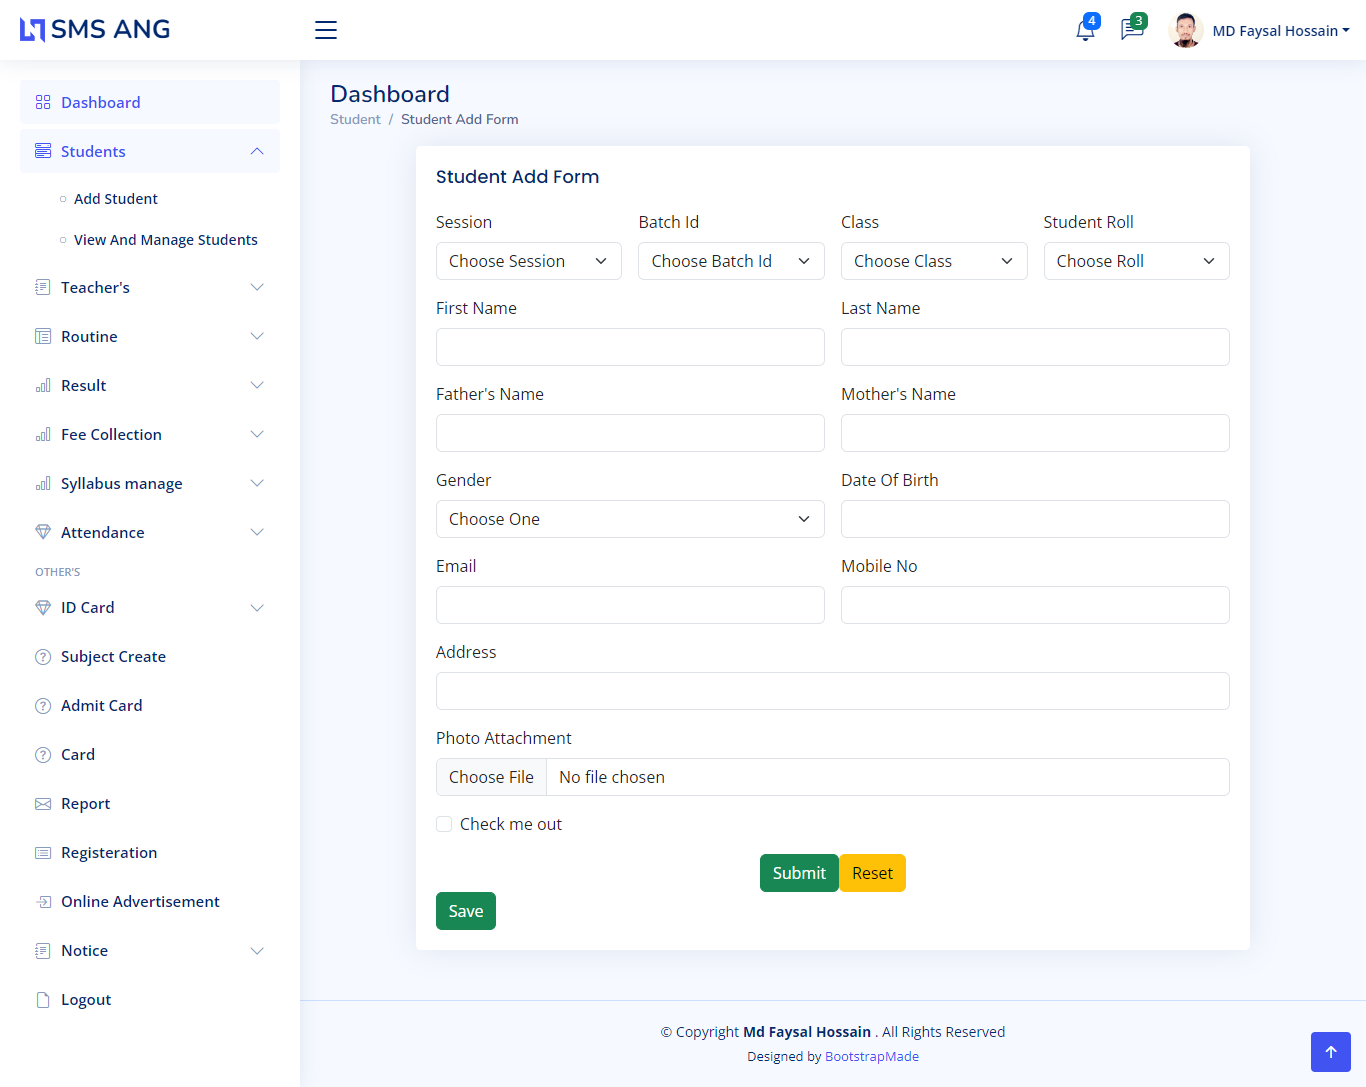 SMS ANG
4
3
MD Faysal Hossain
Dashboard
Students
Add Student
View And Manage Students
Teacher's
Routine
Result
Fee Collection
Syllabus manage
Attendance
OTHER'S
ID Card
Subject Create
Admit Card
Card
Report
Registeration
Online Advertisement
Notice
Logout
Dashboard
Student / Student Add Form
Student Add Form
Session Batch Id Class Student Roll
Choose Session Choose Batch Id Choose Class Choose Roll
First Name Last Name
Father's Name Mother's Name
Gender Date Of Birth
Choose One
Email Mobile No
Address
Photo Attachment
Choose File No file chosen
Check me out
Submit Reset
Save
© Copyright Md Faysal Hossain . All Rights Reserved
Designed by BootstrapMade